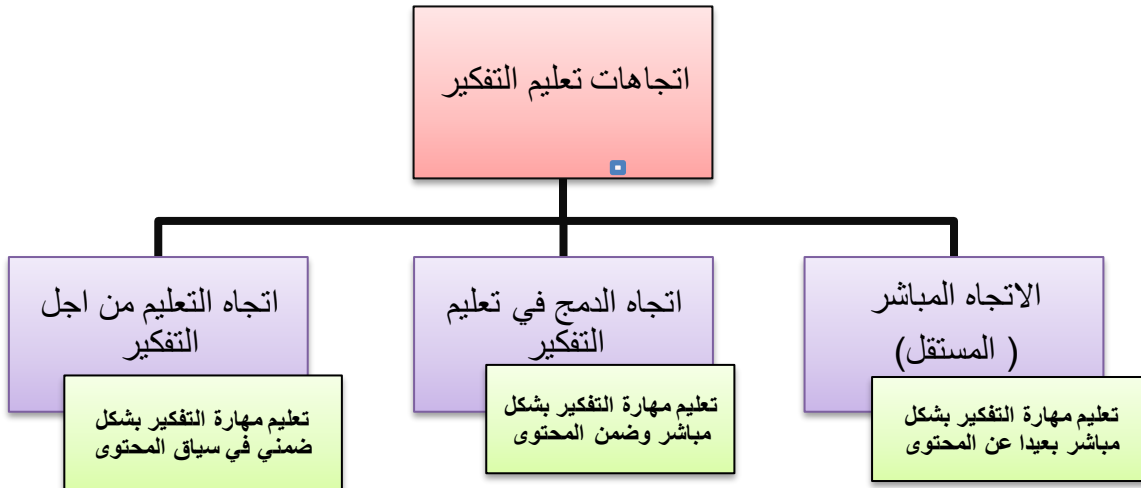 اتجاهات تعليم التفكير
الاتجاه المباشر
( المستقل)
تعليم مهارة التفكير بشكل
مباشر بعيدا عن المحتوى
اتجاه الدمج في تعليم
التفكير
تعليم مهارة التفكير بشكل
مباشر وضمن المحتوى
اتجاه التعليم من اجل
التفكير
تعليم مهارة التفكير بشكل
ضمني في سياق المحتوى